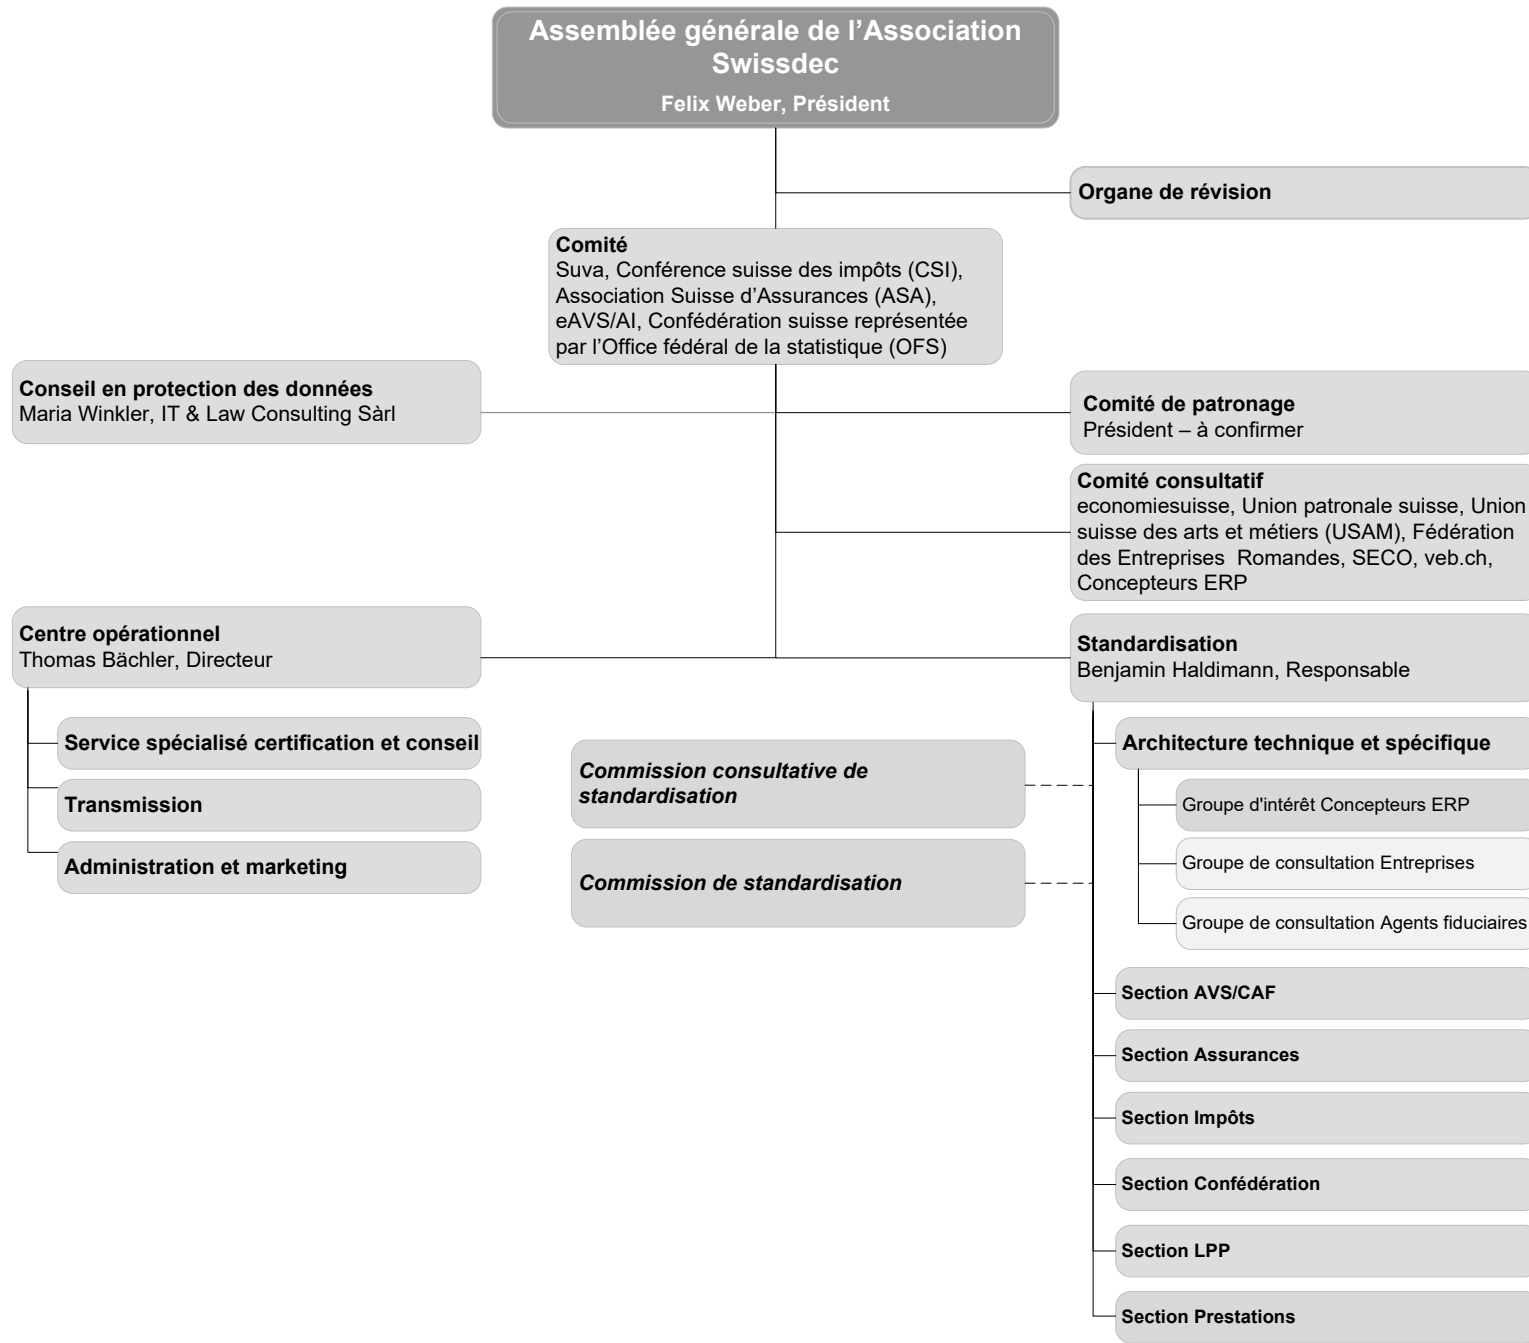 Assemblée générale de l'Association
Swissdec
Felix Weber, Président
Organe de révision
Comité
Suva, Conférence suisse des impôts (CSI),
Association Suisse d'Assurances (ASA),
eAVS/AI, Confédération suisse représentée
par l'Office fédéral de la statistique (OFS)
Conseil en protection des données
Maria Winkler, IT & Law Consulting Sàrl
Comité de patronage
Président – à confirmer
Comité consultatif
economiesuisse, Union patronale suisse, Union
suisse des arts et métiers (USAM), Fédération
des Entreprises  Romandes, SECO, veb.ch,
Concepteurs ERP
Centre opérationnel
Thomas Bächler, Directeur
Service spécialisé certification et conseil
Transmission
Administration et marketing
Standardisation
Benjamin Haldimann, Responsable
Commission consultative de
standardisation
Commission de standardisation
Architecture technique et spécifique
Groupe d'intérêt Concepteurs ERP
Groupe de consultation Entreprises
Groupe de consultation Agents fiduciaires
Section AVS/CAF
Section Assurances
Section Impôts
Section Confédération
Section LPP
Section Prestations